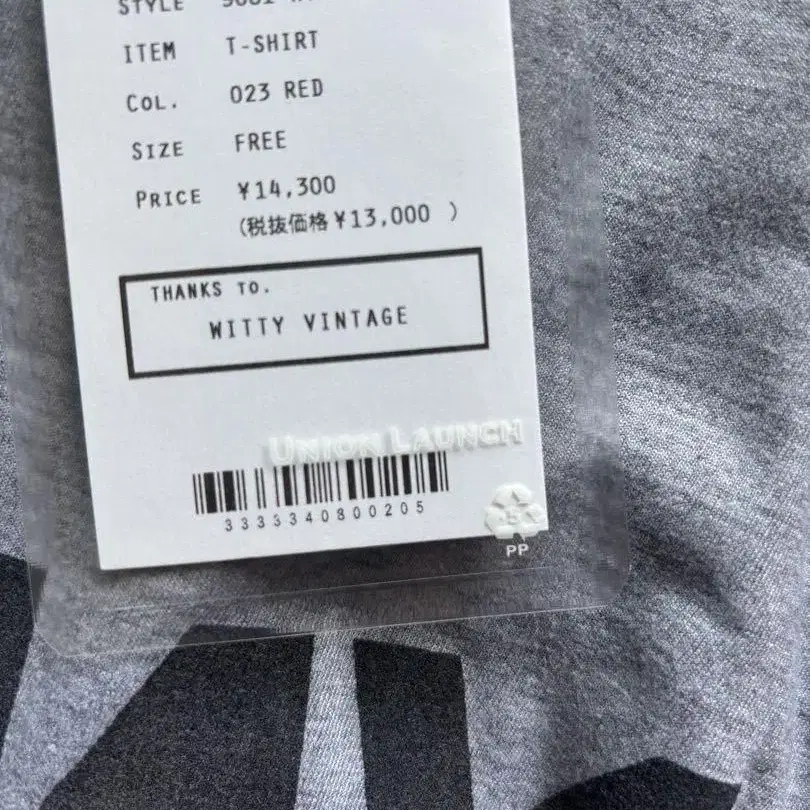 STYLE
ITEM T-SHIRT
COL. 023 RED
SIZE FREE
PRICE ¥14,300
(税抜価格¥13,000 )
THANKS TO.
WITTY VINTAGE
UNION LAUNCH
3333340800205
PP